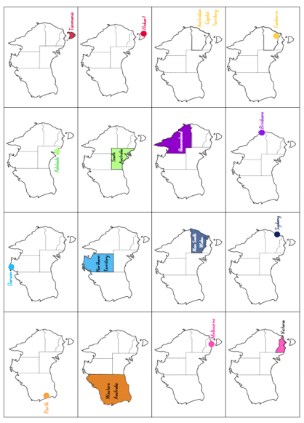 Perth
Darwin
Adelaide
Tasmania
Western
Australia
Northern
Territory
South
Australia
Hobart
Melbourne
New South
Wales
Queensland
Australian
Capital
Territory
Victoria
Sydney
Brisbane
Canberra